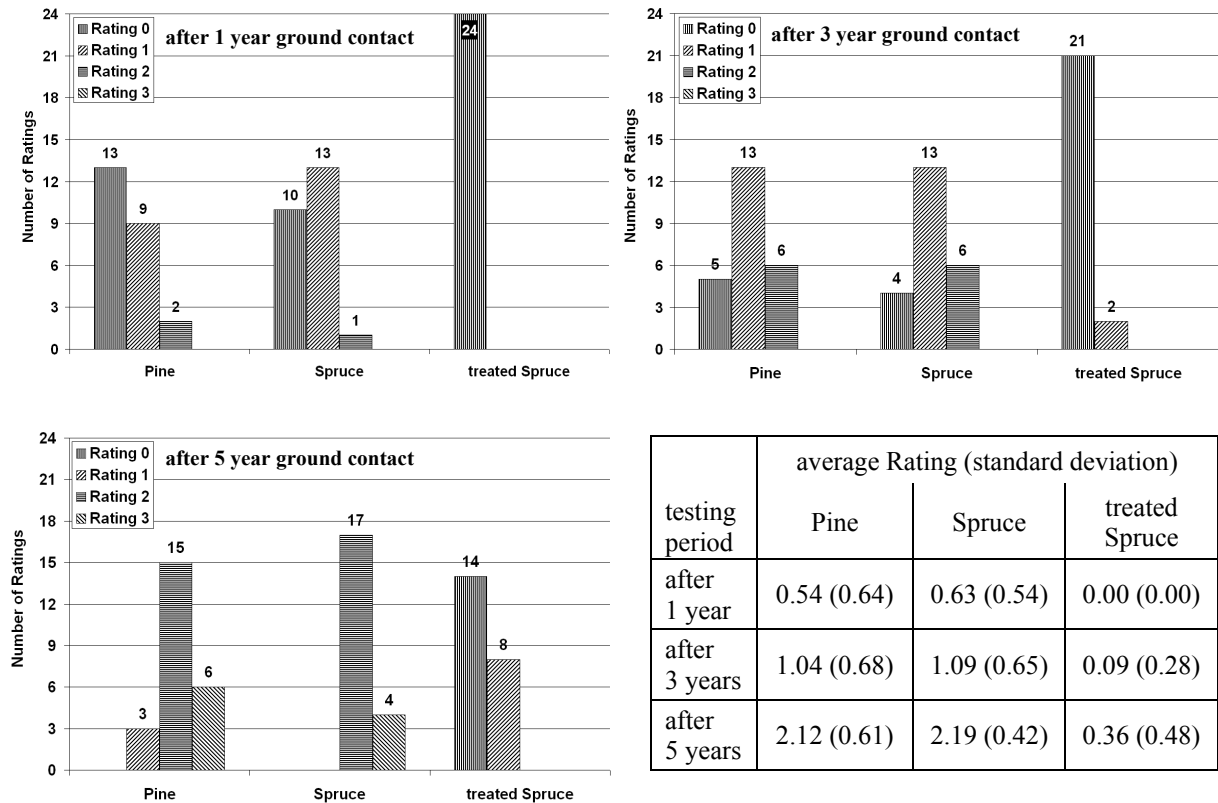 24
21
18
15
12
9
6
3
0
Number of Ratings
Rating 0
Rating 1
Rating 2
Rating 3
after 1 year ground contact
13
9
2
10
13
1
24
Pine
Spruce
treated Spruce
24
21
18
15
12
9
6
3
0
Number of Ratings
Rating 0
Rating 1
Rating 2
Rating 3
after 3 year ground contact
5
13
6
4
13
6
21
2
Pine
Spruce
treated Spruce
24
21
18
15
12
9
6
3
0
Number of Ratings
Rating 0
Rating 1
Rating 2
Rating 3
after 5 year ground contact
3
15
6
17
4
14
8
Pine
Spruce
treated Spruce
average Rating (standard deviation)
testing
period
Pine
Spruce
treated
Spruce
after
1 year
0.54 (0.64)
0.63 (0.54)
0.00 (0.00)
after
3 years
1.04 (0.68)
1.09 (0.65)
0.09 (0.28)
after
5 years
2.12 (0.61)
2.19 (0.42)
0.36 (0.48)